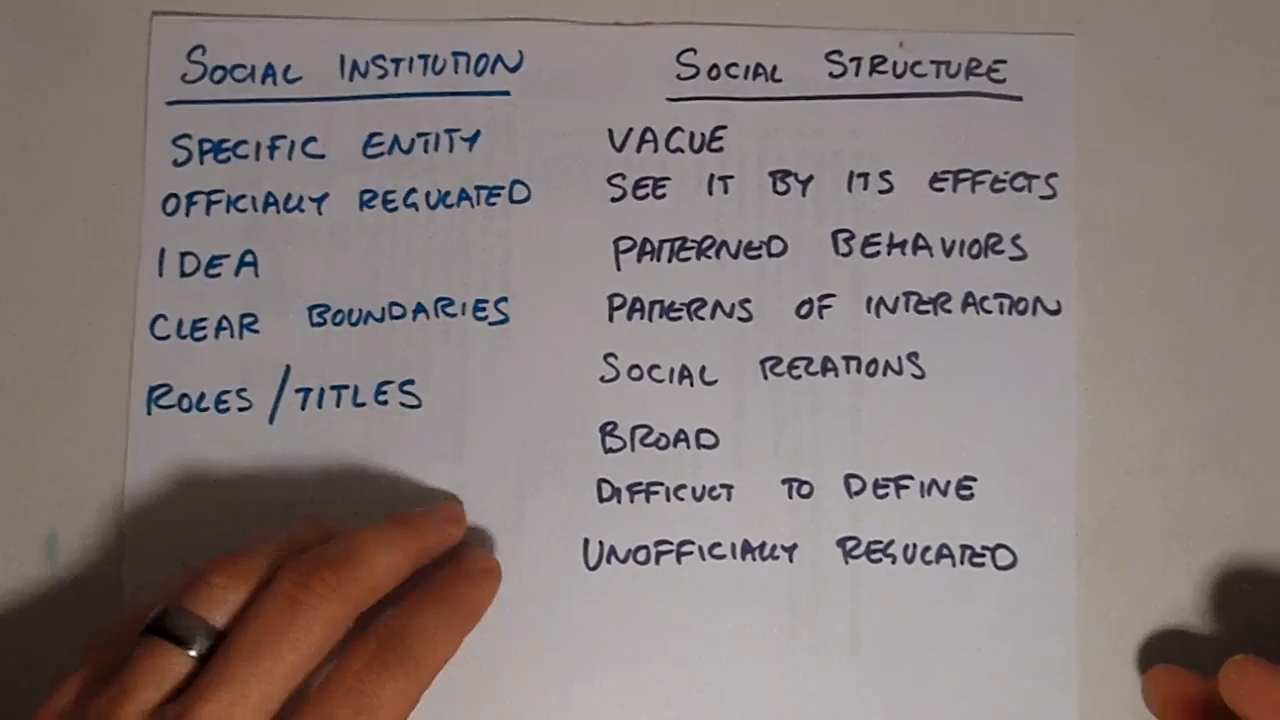 SOCIAL INSTITUTION
SPECIFIC ENTITY
OFFICIALLY REGULATED
IDEA
CLEAR BOUNDARIES
ROLES/TITLES
SOCIAL STRUCTURE
VAGUE
SEE IT BY ITS EFFECTS
PATTERNED BEHAVIORS
PATTERNS OF INTERACTION
SOCIAL RELATIONS
BROAD
DIFFICULT TO DEFINE
UNOFFICIALLY REGULATED